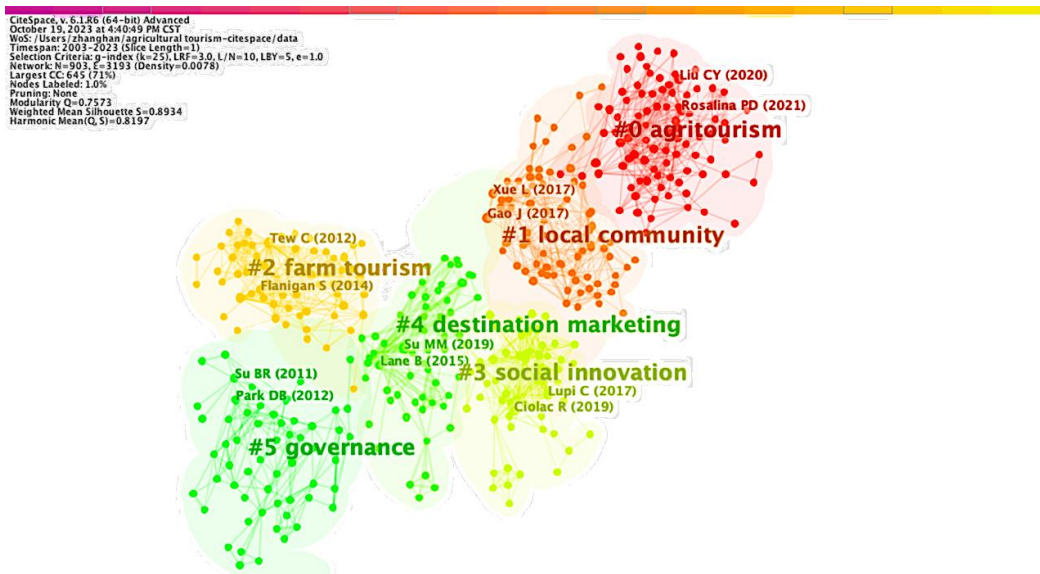 CiteSpace, v. 6.1.R6 (64-bit) Advanced
October 19, 2023 at 4:40:49 PM CST
WoS: /Users/zhanghan/agricultural tourism-citespace/data
Timespan: 2003-2023 (Slice Length=1)
Selection Criteria: g-index (k=25), LRF=3.0, L/N=10, LBY=5, e=1.0
Network: N=903, E=3193 (Density=0.0078)
Largest CC: 645 (71%)
Nodes Labeled: 1.0%
Pruning: None
Modularity Q=0.7573
Weighted Mean Silhouette S=0.8934
Harmonic Mean(Q, S)=0.8197
Liu CY (2020)
Rosalina PD (2021)
#0 agritourism
Xue L (2017)
Gao J (2017)
#1 local community
Tew C (2012)
#2 farm tourism
Flanigan S (2014)
#4 destination marketing
Su MM (2019)
Lane B (2015)
#3 social innovation
Lupi C (2017)
Ciolac R (2019)
Su BR (2011)
Park DB (2012)
#5 governance